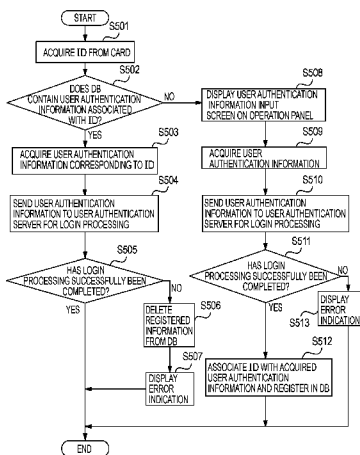 START
S501
ACQUIRE ID FROM CARD
S502
DOES DB
CONTAIN USER AUTHENTICATION
INFORMATION ASSOCIATED
WITH ID?
NO
YES
S503
ACQUIRE USER AUTHENTICATION
INFORMATION CORRESPONDING TO ID
S504
SEND USER AUTHENTICATION
INFORMATION TO USER AUTHENTICATION
SERVER FOR LOGIN PROCESSING
S505
HAS LOGIN
PROCESSING SUCCESSFULLY BEEN
COMPLETED?
NO
YES
S506
DELETE
REGISTERED
INFORMATION
FROM DB
S507
DISPLAY
ERROR
INDICATION
S508
DISPLAY USER AUTHENTICATION
INFORMATION INPUT
SCREEN ON OPERATION PANEL
S509
ACQUIRE USER
AUTHENTICATION INFORMATION
S510
SEND USER AUTHENTICATION
INFORMATION TO USER AUTHENTICATION
SERVER FOR LOGIN PROCESSING
S511
HAS LOGIN
PROCESSING SUCCESSFULLY BEEN
COMPLETED?
NO
YES
DISPLAY
ERROR
INDICATION
S513
S512
ASSOCIATE ID WITH ACQUIRED
USER AUTHENTICATION
INFORMATION AND REGISTER IN DB
END